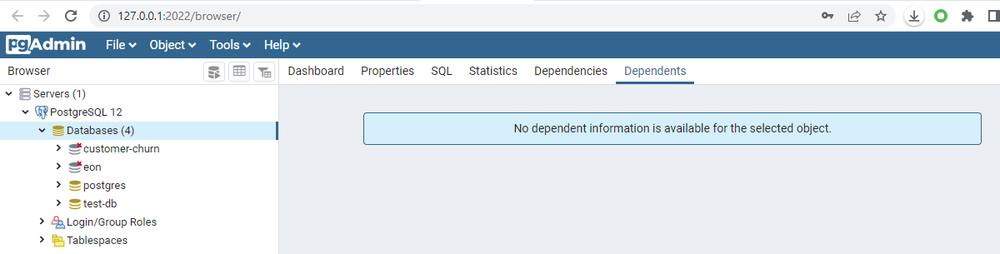 127.0.0.1:2022/browser/
pgAdmin File Object Tools Help
Browser Dashboard Properties SQL Statistics Dependencies Dependents
Servers (1)
PostgreSQL 12
Databases (4)
No dependent information is available for the selected object.
customer-churn
eon
postgres
test-db
Login/Group Roles
Tablespaces